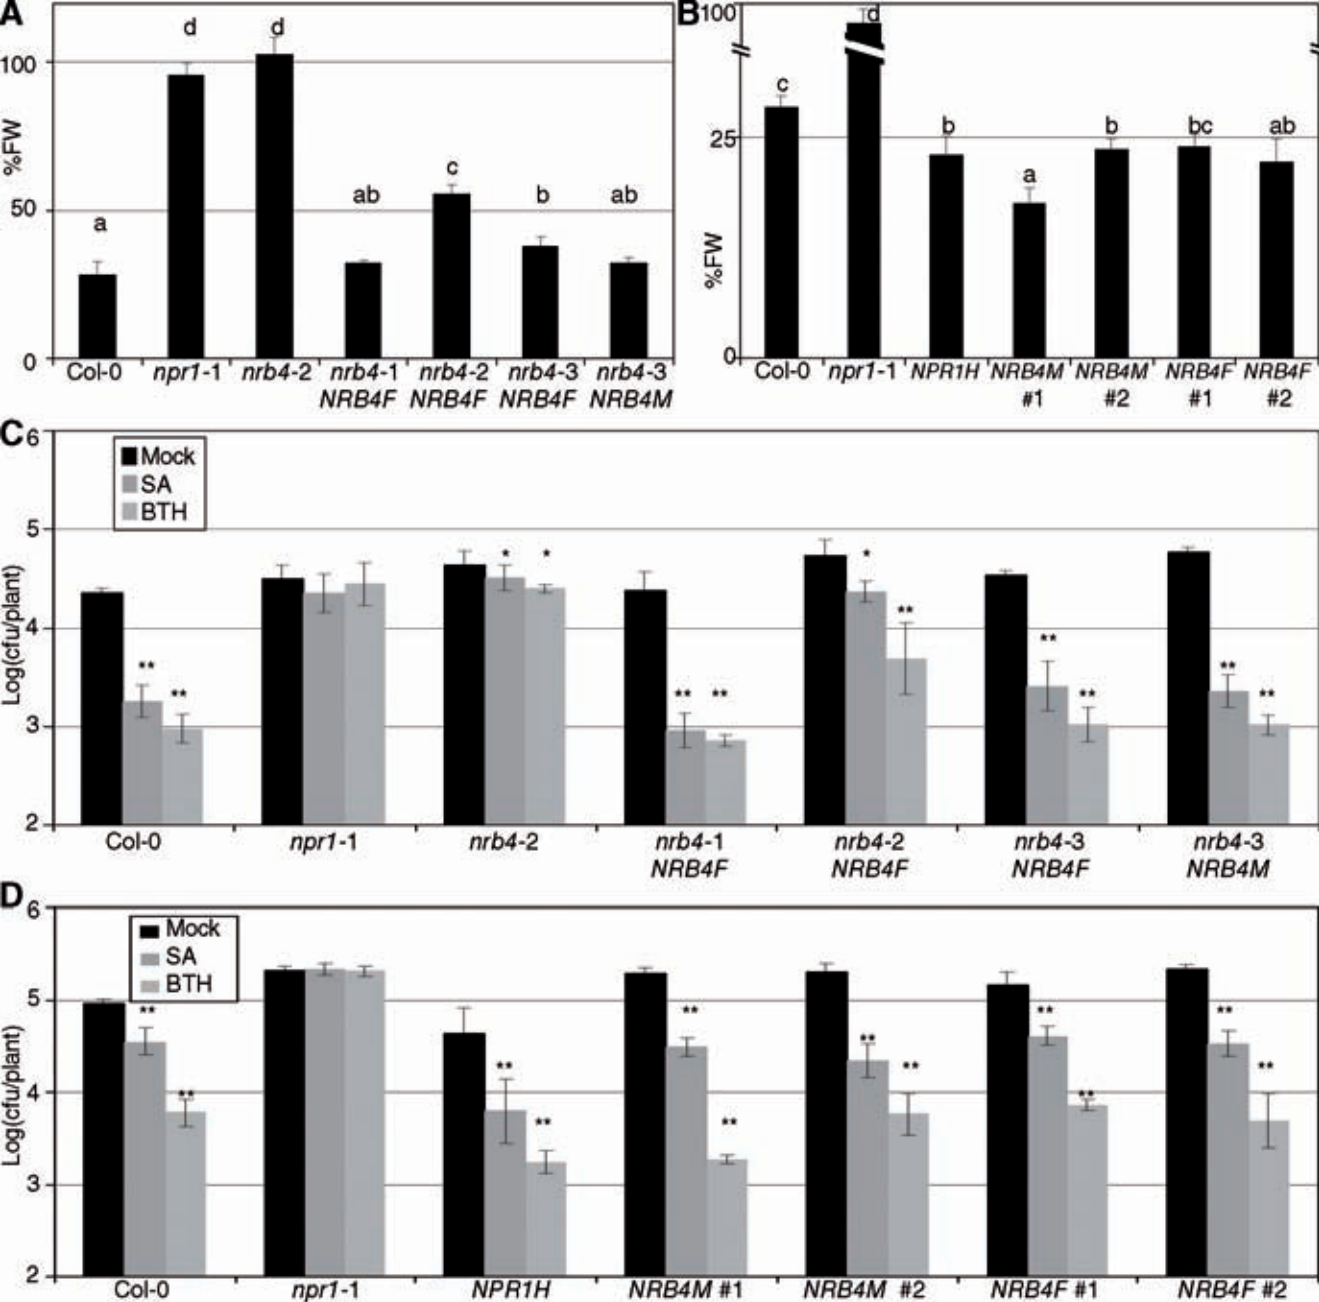 A
%FW
100
50
0
d d
a ab c b ab
Col-0 npr1-1 nrb4-2 nrb4-1 nrb4-2 nrb4-3 nrb4-3
NRB4F NRB4F NRB4F NRB4M
B
%FW
100
25
0
d
c b a b bc ab
Col-0 npr1-1 NPR1H NRB4M NRB4M NRB4F NRB4F
#1 #2 #1 #2
C
Log(cfu/plant)
6
5
4
3
2
Mock
SA
BTH
** ** * * ** ** * ** ** ** ** **
Col-0 npr1-1 nrb4-2 nrb4-1 nrb4-2 nrb4-3 nrb4-3
NRB4F NRB4F NRB4F NRB4M
D
Log(cfu/plant)
6
5
4
3
2
Mock
SA
BTH
** ** ** ** ** ** ** ** ** ** ** **
Col-0 npr1-1 NPR1H NRB4M #1 NRB4M #2 NRB4F #1 NRB4F #2